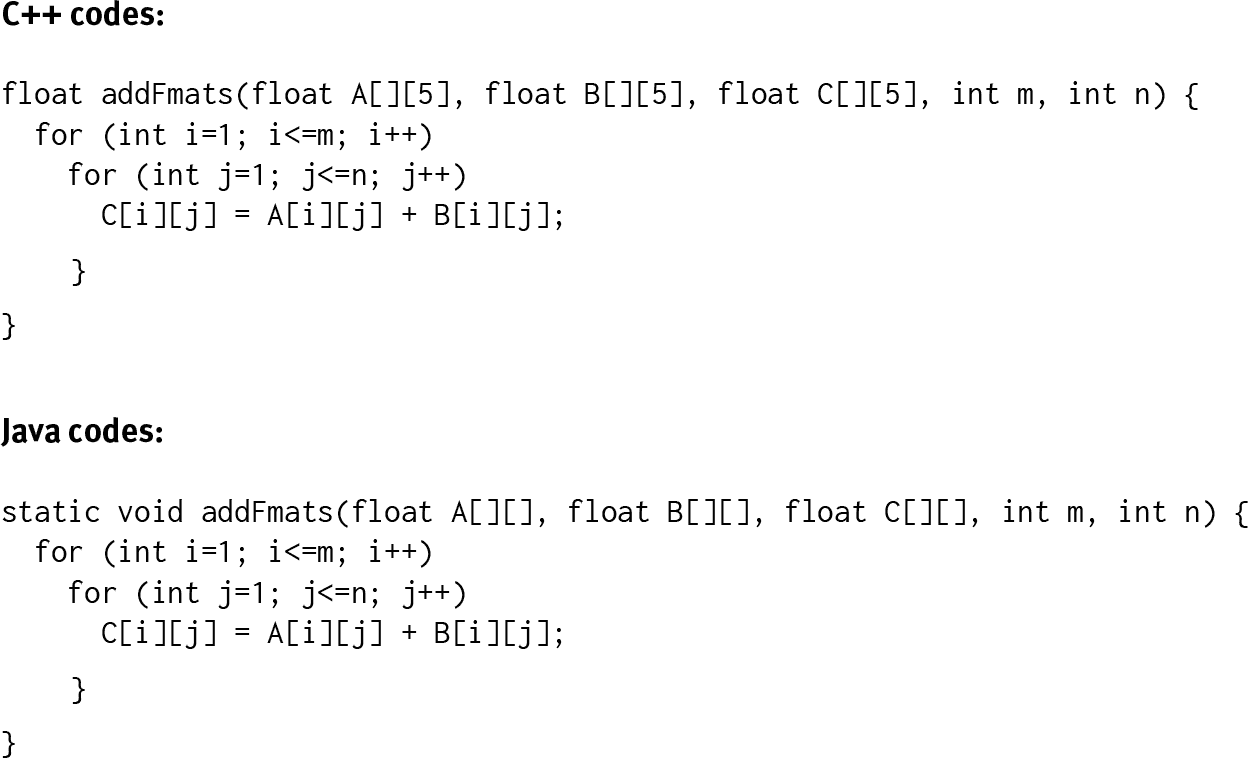 C++ codes:
float addFmats(float A[][5], float B[][5], float C[][5], int m, int n) {
  for (int i=1; i<=m; i++)
    for (int j=1; j<=n; j++)
      C[i][j] = A[i][j] + B[i][j];
    }
}
Java codes:
static void addFmats(float A[][], float B[][], float C[][], int m, int n) {
  for (int i=1; i<=m; i++)
    for (int j=1; j<=n; j++)
      C[i][j] = A[i][j] + B[i][j];
    }
}